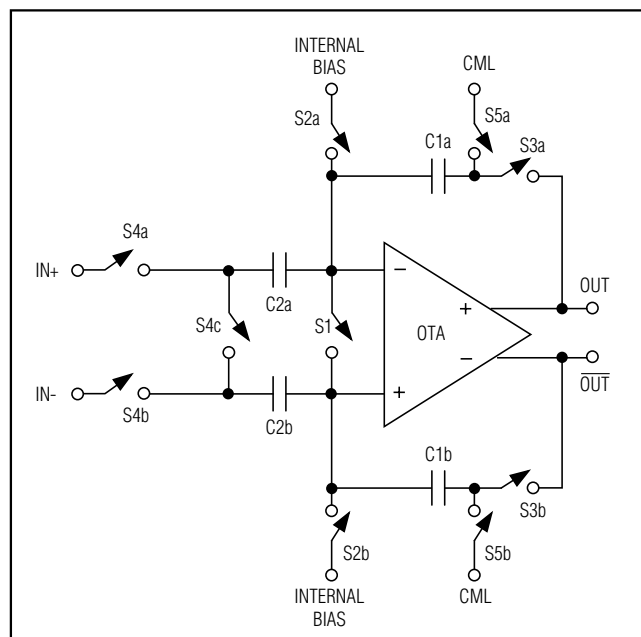 INTERNAL
BIAS
CML
S2a
S5a
C1a
S3a
S4a
IN+
C2a
−
S4c
S1
+
OUT
OTA
−
OUT
IN-
S4b
C2b
+
C1b
S3b
S2b
S5b
INTERNAL
BIAS
CML